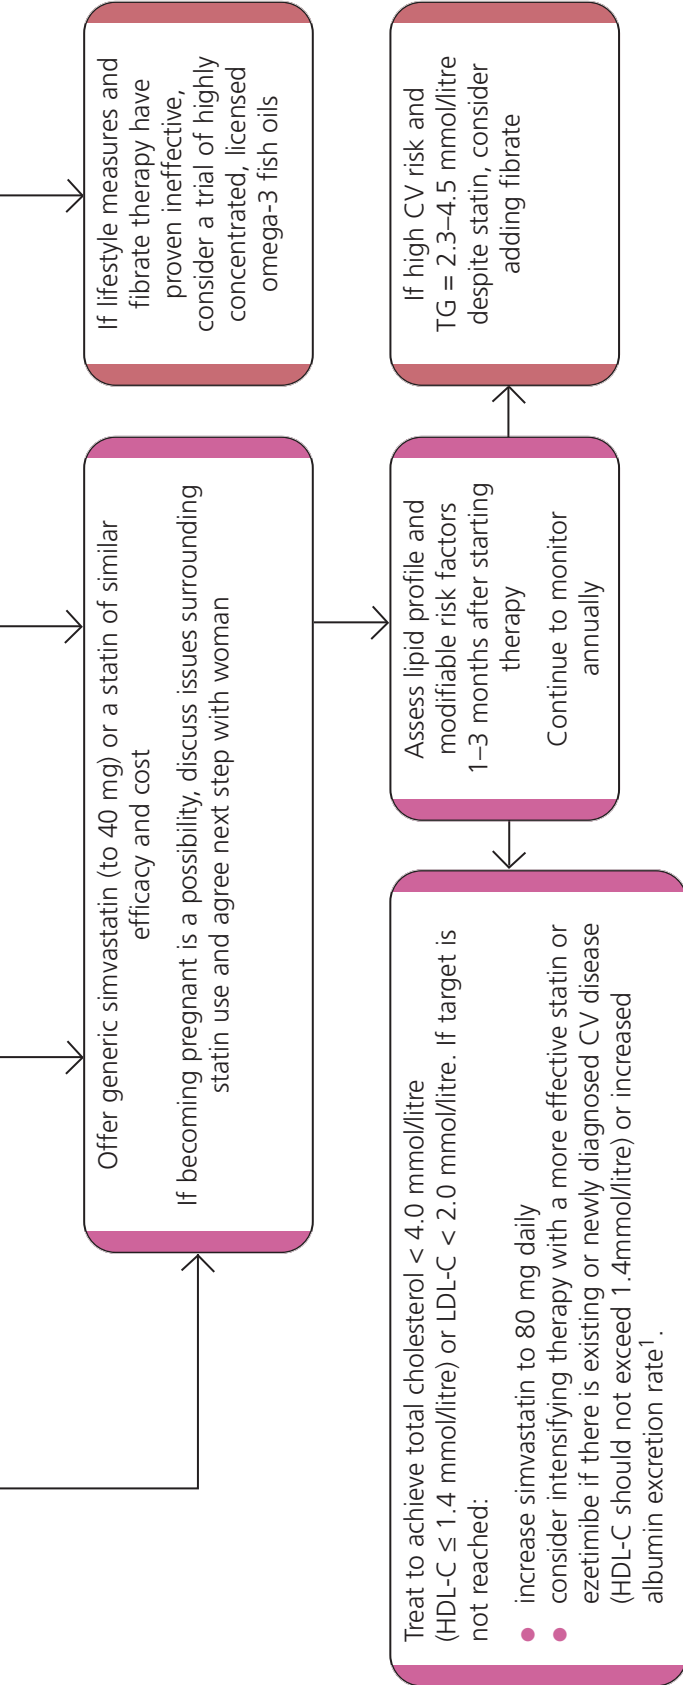 If lifestyle measures and
fibrate therapy have
proven ineffective,
consider a trial of highly
concentrated, licensed
omega-3 fish oils
Offer generic simvastatin (to 40 mg) or a statin of similar
efficacy and cost
If becoming pregnant is a possibility, discuss issues surrounding
statin use and agree next step with woman
If high CV risk and
TG = 2.3–4.5 mmol/litre
despite statin, consider
adding fibrate
Assess lipid profile and
modifiable risk factors
1–3 months after starting
therapy
Continue to monitor
annually
Treat to achieve total cholesterol < 4.0 mmol/litre
(HDL-C ≤ 1.4 mmol/litre) or LDL-C < 2.0 mmol/litre. If target is
not reached:
● increase simvastatin to 80 mg daily
● consider intensifying therapy with a more effective statin or
ezetimibe if there is existing or newly diagnosed CV disease
(HDL-C should not exceed 1.4mmol/litre) or increased
albumin excretion rate¹.